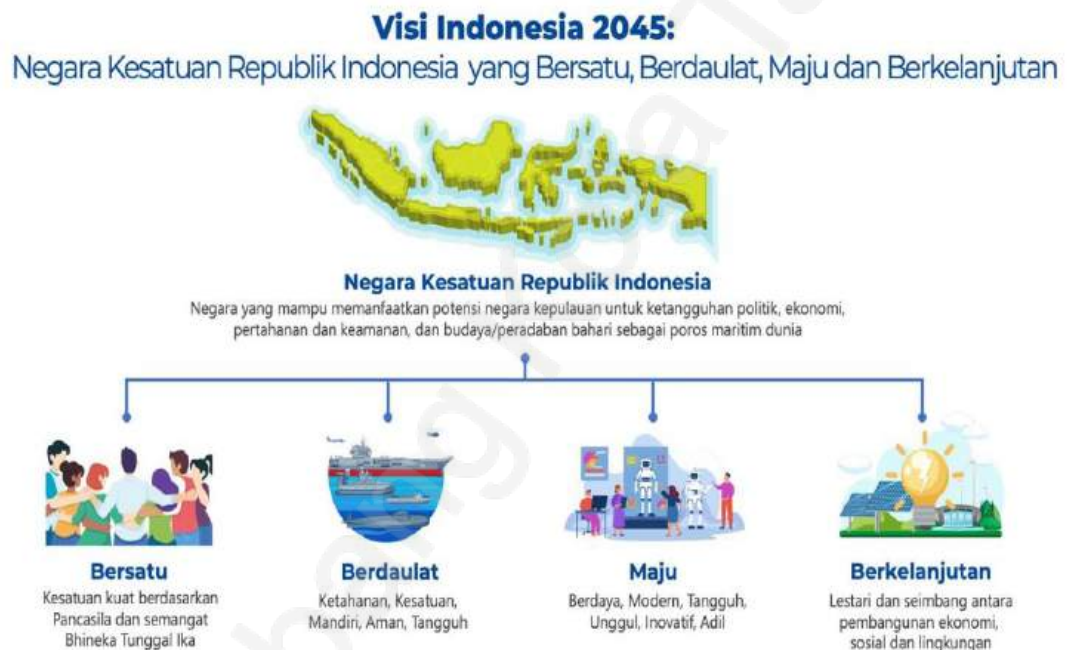 Visi Indonesia 2045:
Negara Kesatuan Republik Indonesia yang Bersatu, Berdaulat, Maju dan Berkelanjutan
Negara Kesatuan Republik Indonesia
Negara yang mampu memanfaatkan potensi negara kepulauan untuk ketangguhan politik, ekonomi,
pertahanan dan keamanan, dan budaya/peradaban bahari sebagai poros maritim dunia
Bersatu
Kesatuan kuat berdasarkan
Pancasila dan semangat
Bhineka Tunggal Ika
Berdaulat
Ketahanan, Kesatuan,
Mandiri, Aman, Tangguh
Maju
Berdaya, Modern, Tangguh,
Unggul, Inovatif, Adil
Berkelanjutan
Lestari dan seimbang antara
pembangunan ekonomi,
sosial dan lingkungan